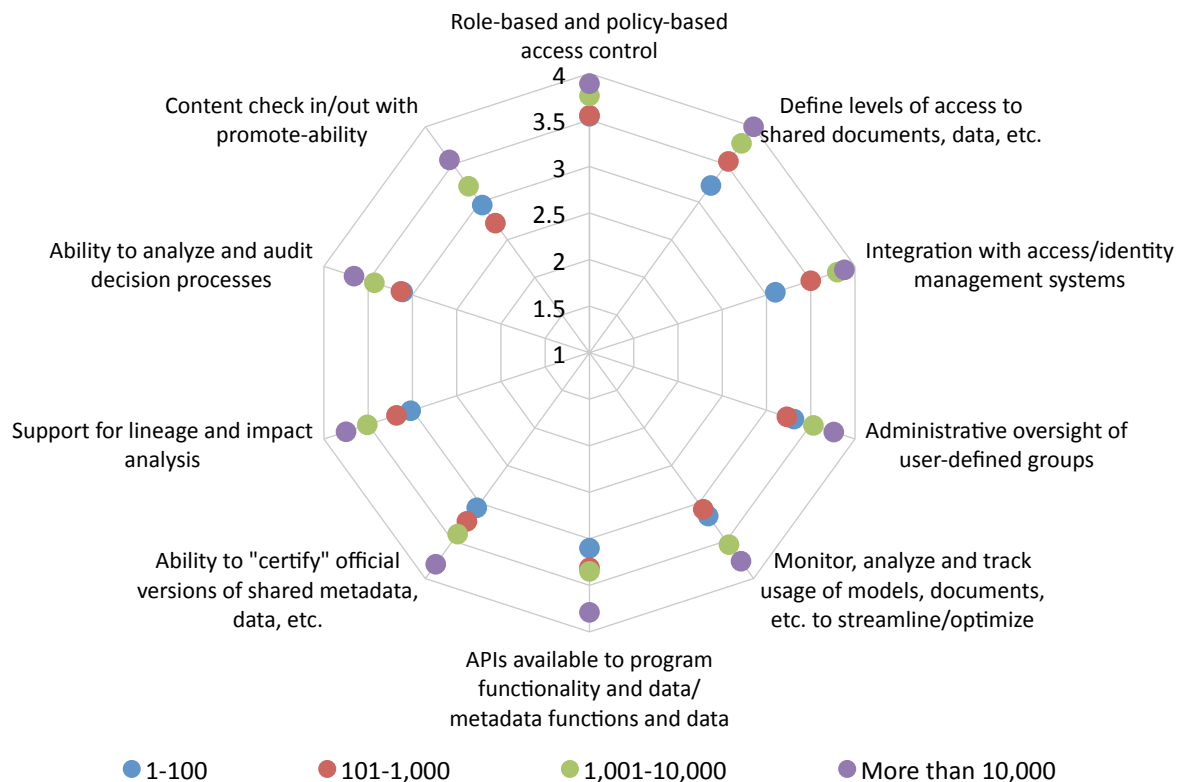 Role-based and policy-based
access control
Define levels of access to
shared documents, data, etc.
Integration with access/identity
management systems
Administrative oversight of
user-defined groups
Monitor, analyze and track
usage of models, documents,
etc. to streamline/optimize
APIs available to program
functionality and data/
metadata functions and data
Ability to "certify" official
versions of shared metadata,
data, etc.
Support for lineage and impact
analysis
Ability to analyze and audit
decision processes
Content check in/out with
promote-ability
4
3.5
3
2.5
2
1.5
1
1-100
101-1,000
1,001-10,000
More than 10,000